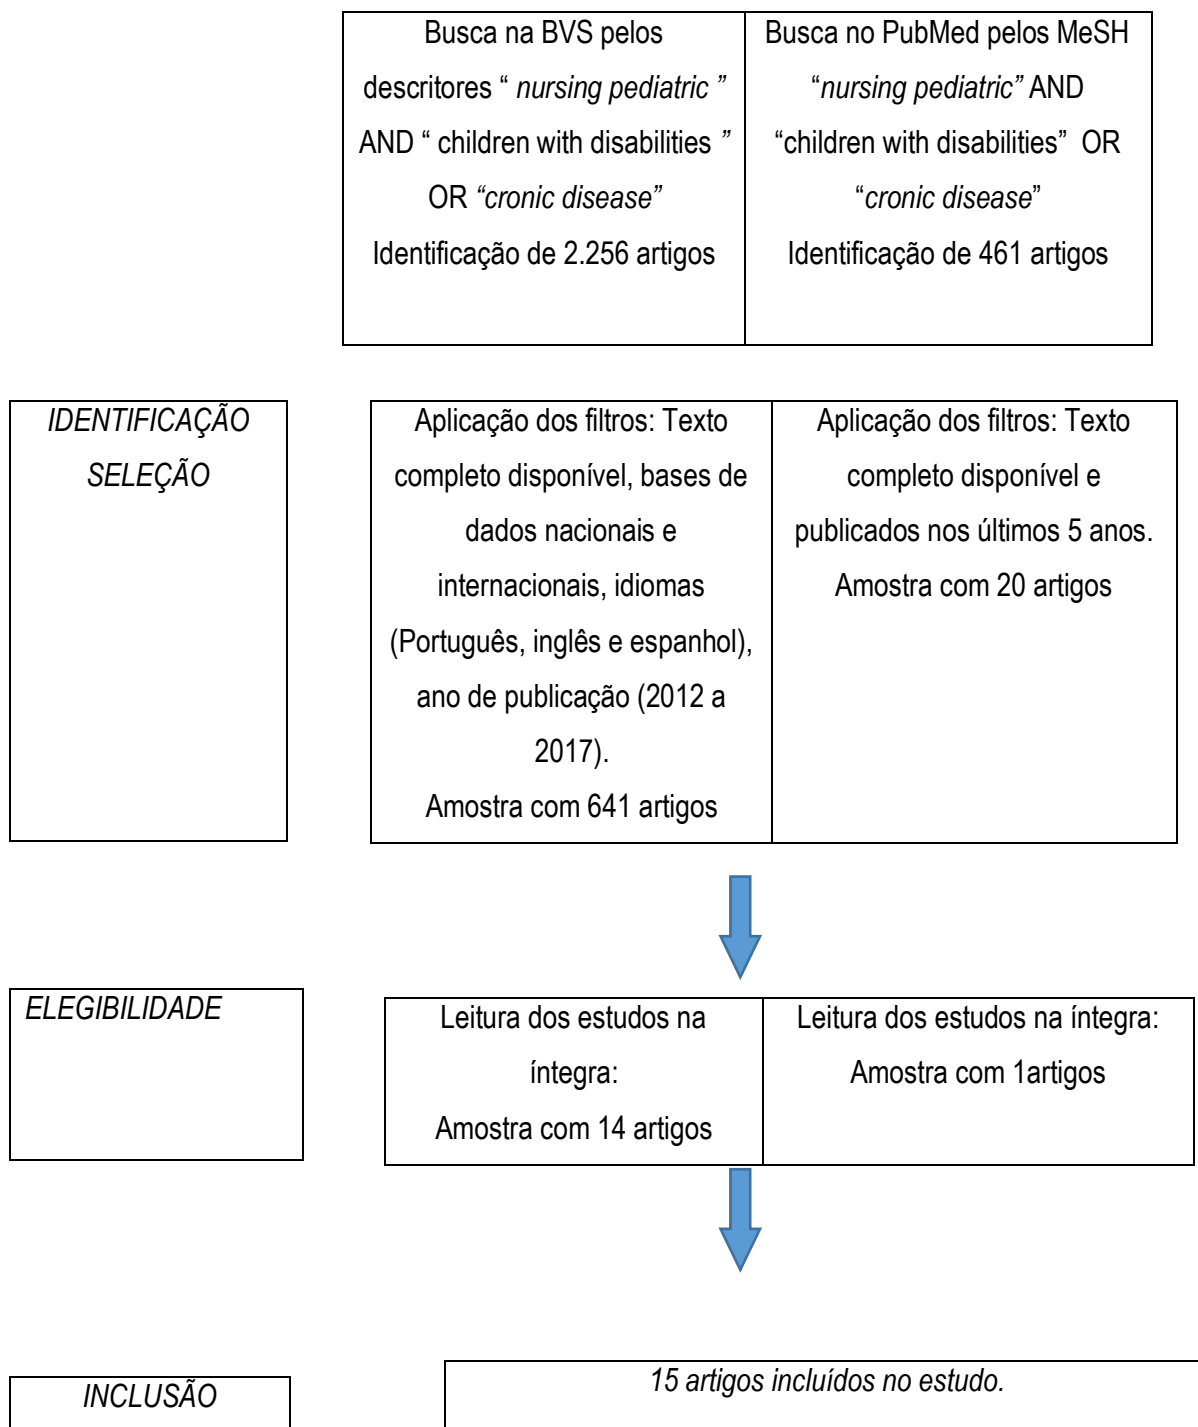 Busca na BVS pelos
descritores “ nursing pediatric ”
AND “ children with disabilities ”
OR “cronic disease”
Identificação de 2.256 artigos
Busca no PubMed pelos MeSH
“nursing pediatric” AND
“children with disabilities”  OR
“cronic disease”
Identificação de 461 artigos
IDENTIFICAÇÃO
SELEÇÃO
Aplicação dos filtros: Texto
completo disponível, bases de
dados nacionais e
internacionais, idiomas
(Português, inglês e espanhol),
ano de publicação (2012 a
2017).
Amostra com 641 artigos
Aplicação dos filtros: Texto
completo disponível e
publicados nos últimos 5 anos.
Amostra com 20 artigos
ELEGIBILIDADE
Leitura dos estudos na
íntegra:
Amostra com 14 artigos
Leitura dos estudos na íntegra:
Amostra com 1artigos
INCLUSÃO
15 artigos incluídos no estudo.